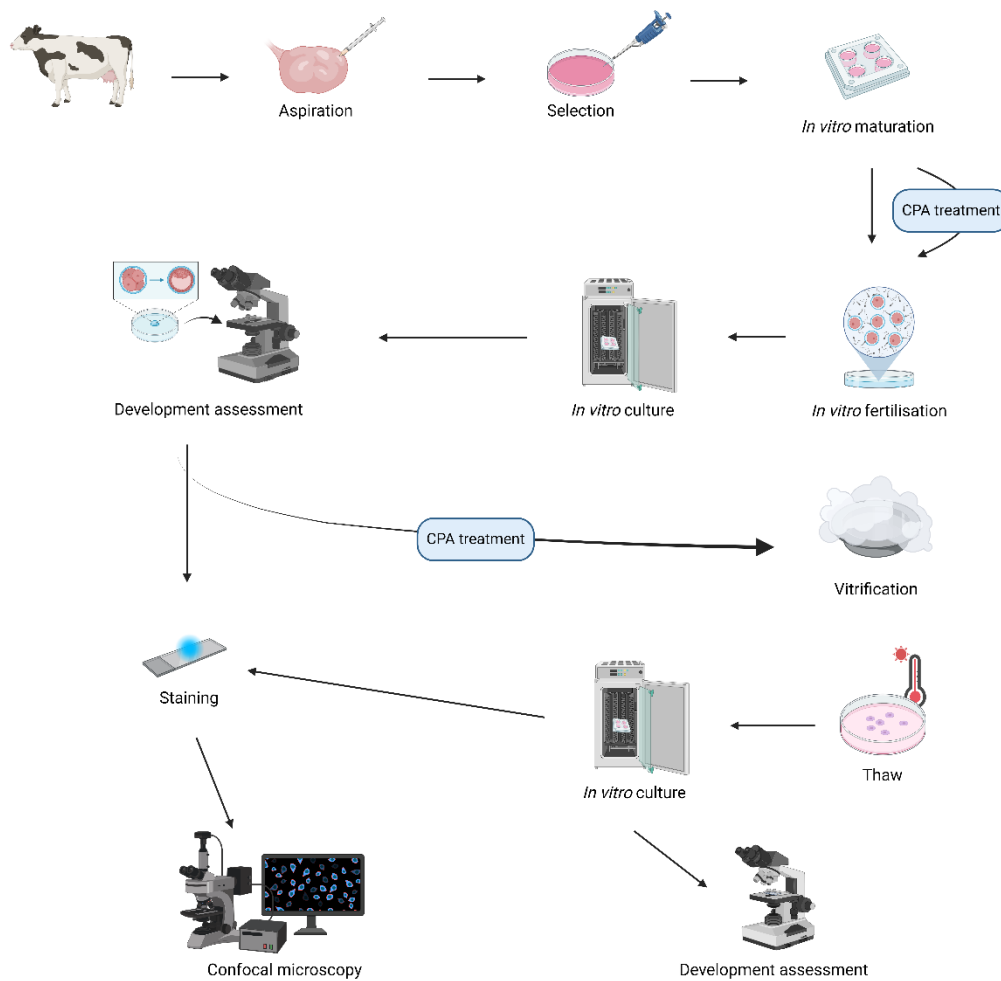 Aspiration
Selection
In vitro maturation
CPA treatment
Development assessment
In vitro culture
In vitro fertilisation
CPA treatment
Vitrification
Staining
In vitro culture
Thaw
Confocal microscopy
Development assessment